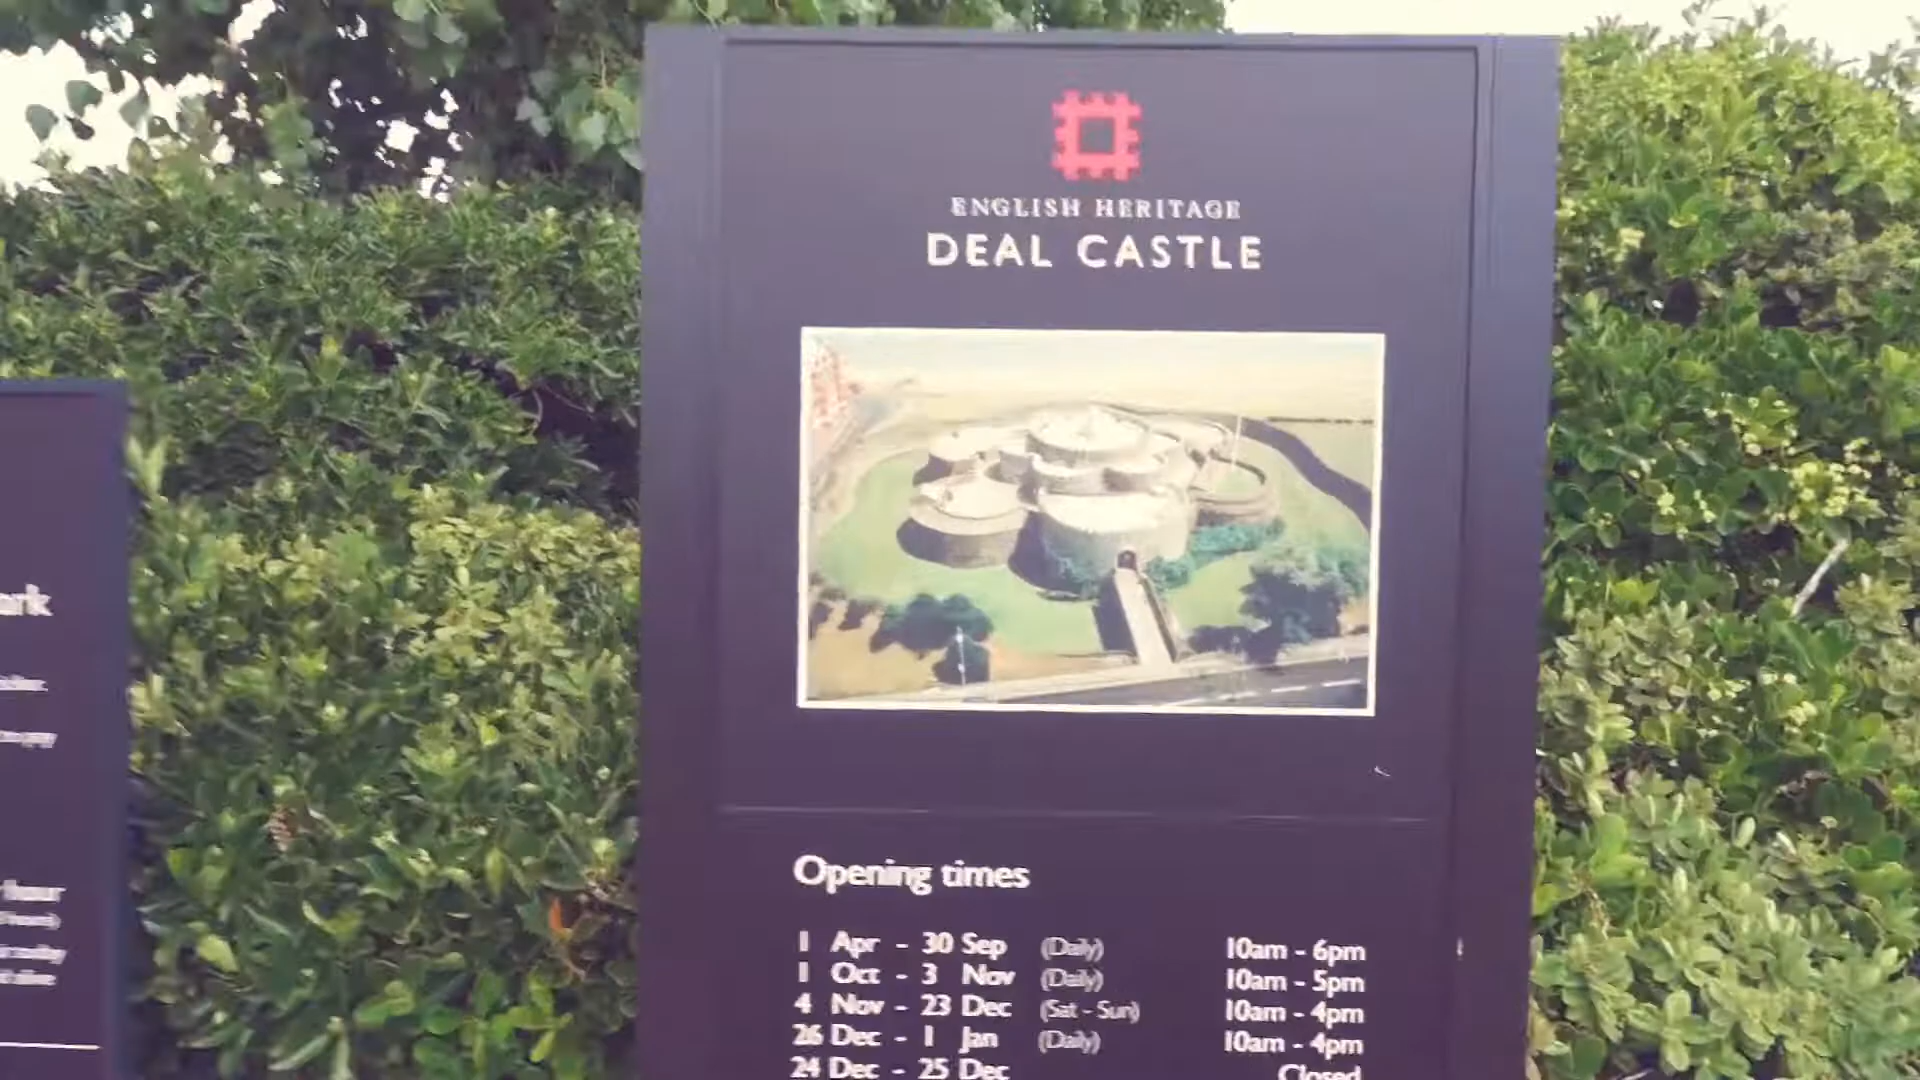 ENGLISH HERITAGE
DEAL CASTLE
Opening times
1 Apr - 30 Sep (Daily) 10am - 6pm
1 Oct - 3 Nov (Daily) 10am - 5pm
4 Nov - 23 Dec (Sat - Sun) 10am - 4pm
26 Dec - 1 Jan (Daily) 10am - 4pm
24 Dec - 25 Dec Closed
hour